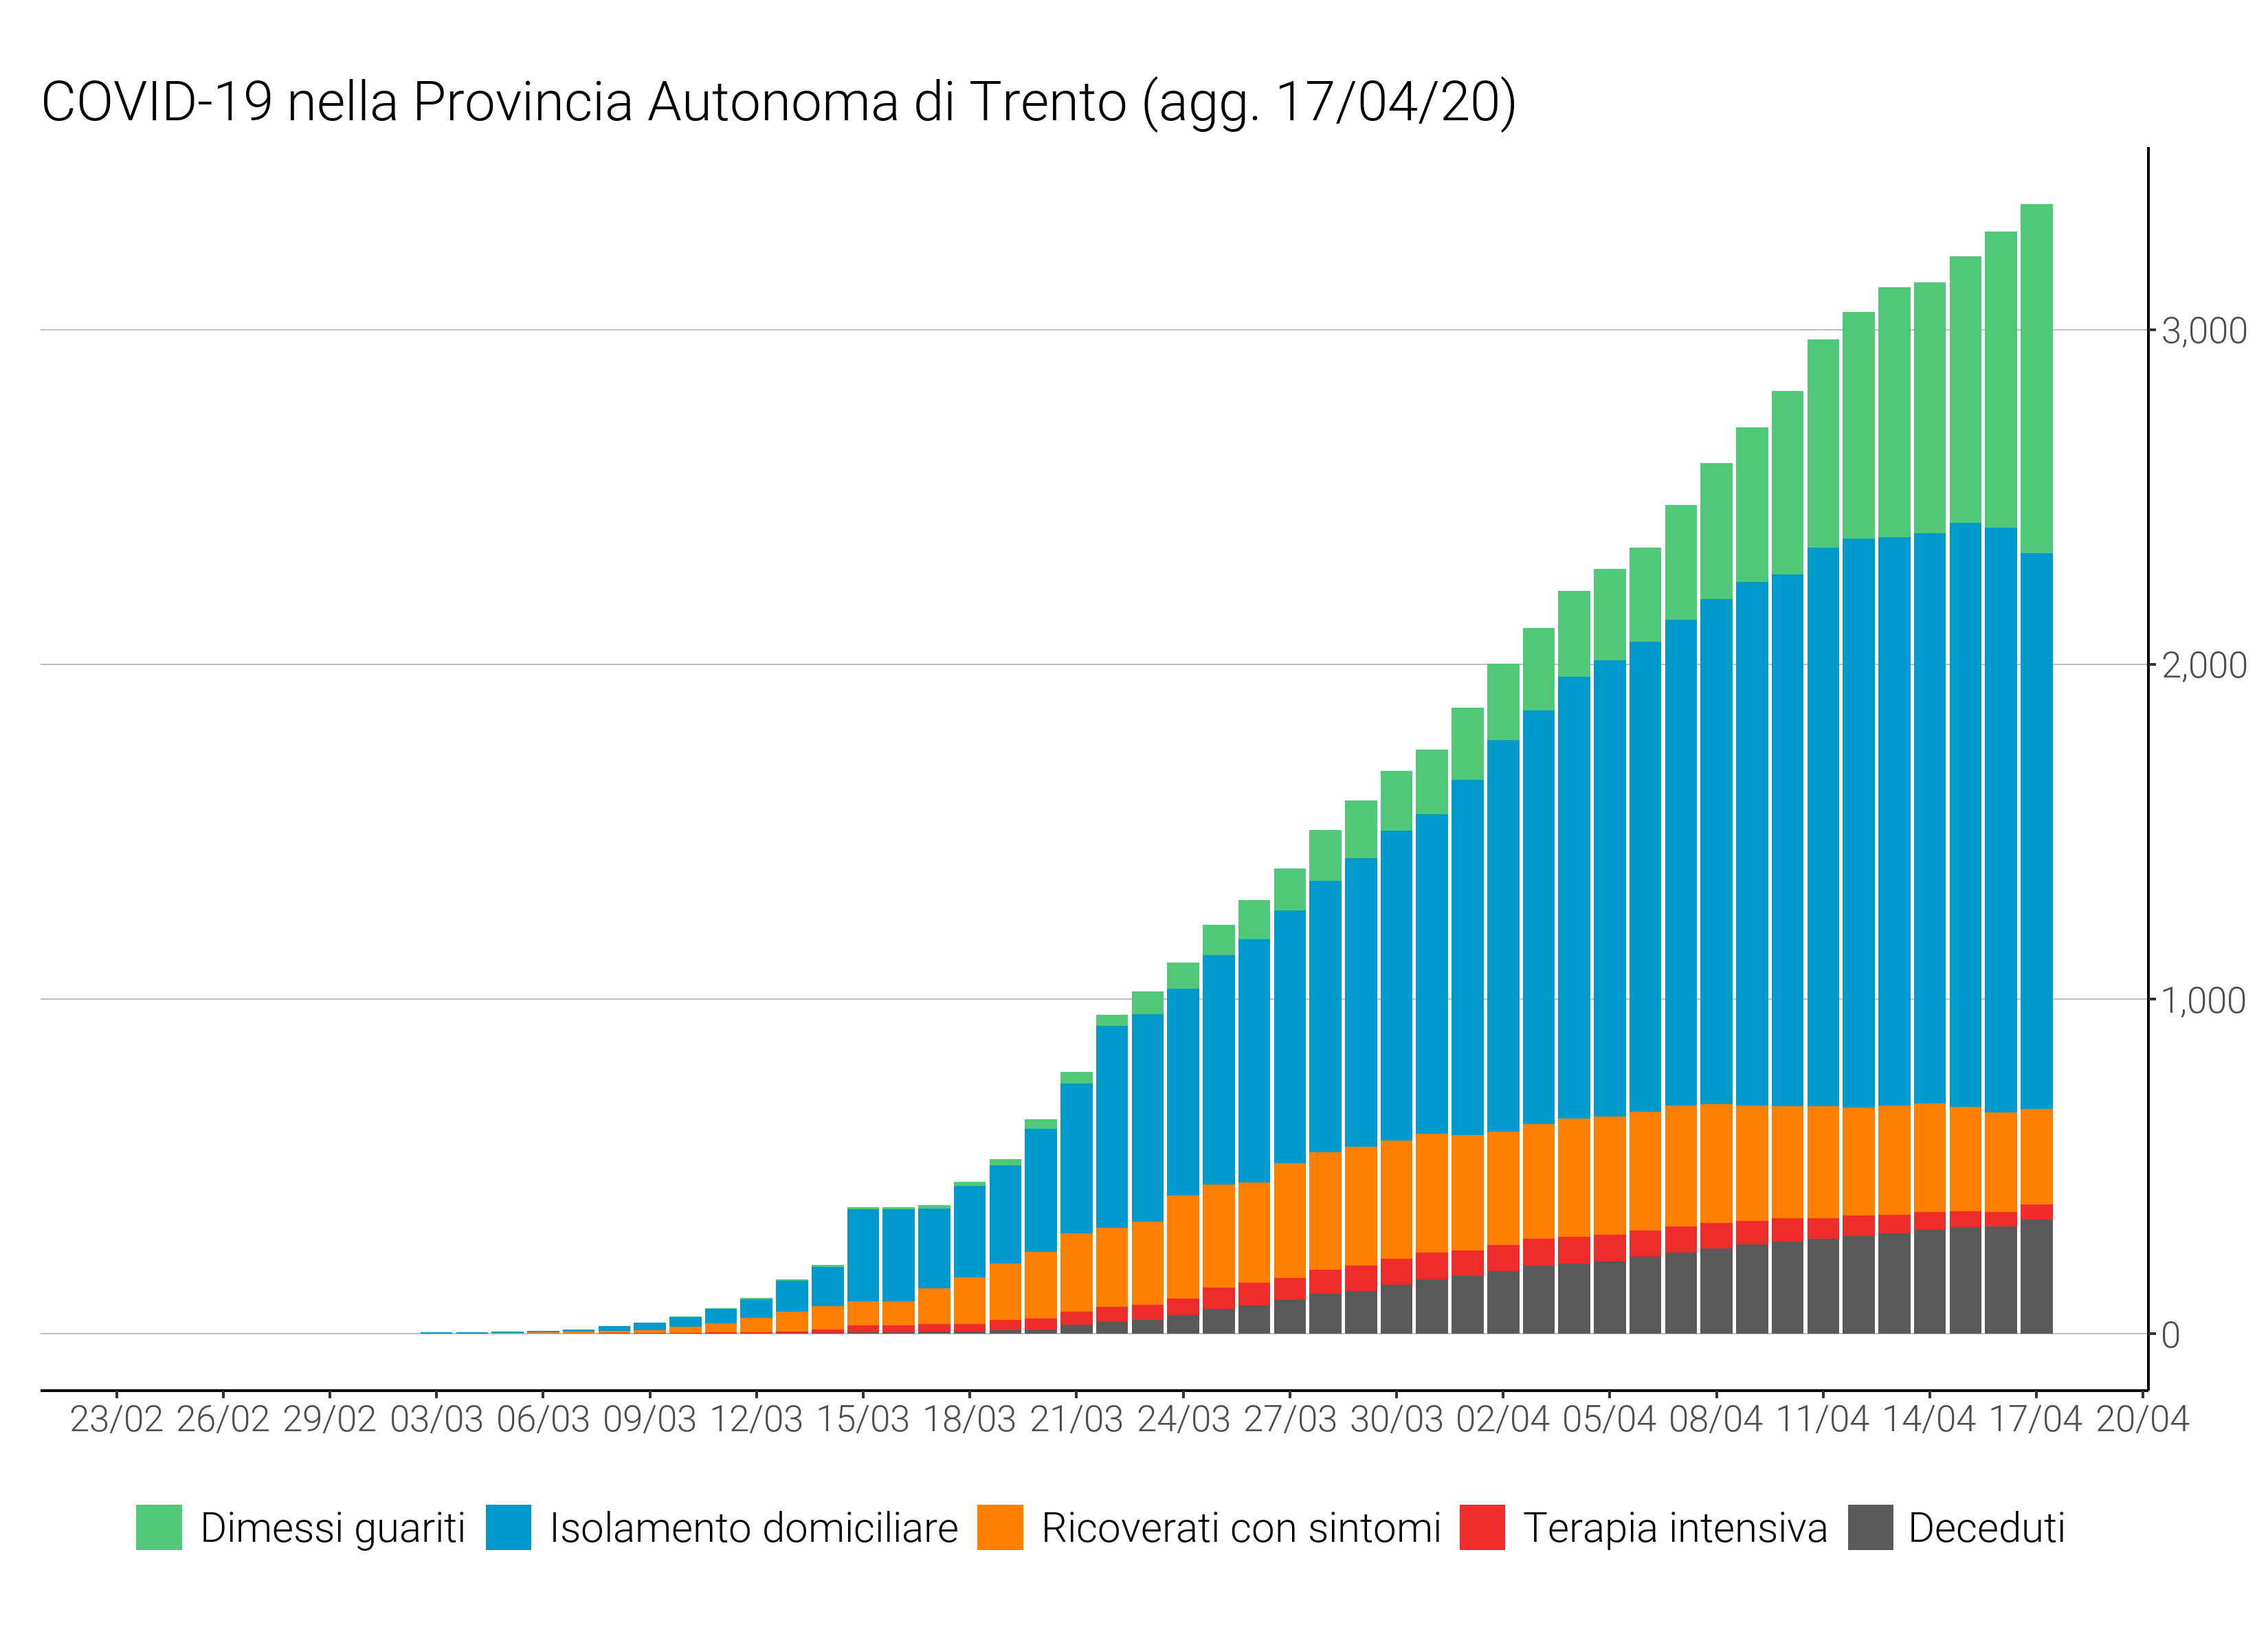 COVID-19 nella Provincia Autonoma di Trento (agg. 17/04/20)
3,000
2,000
1,000
0
23/02 26/02 29/02 03/03 06/03 09/03 12/03 15/03 18/03 21/03 24/03 27/03 30/03 02/04 05/04 08/04 11/04 14/04 17/04 20/04
Dimessi guariti Isolamento domiciliare Ricoverati con sintomi Terapia intensiva Deceduti